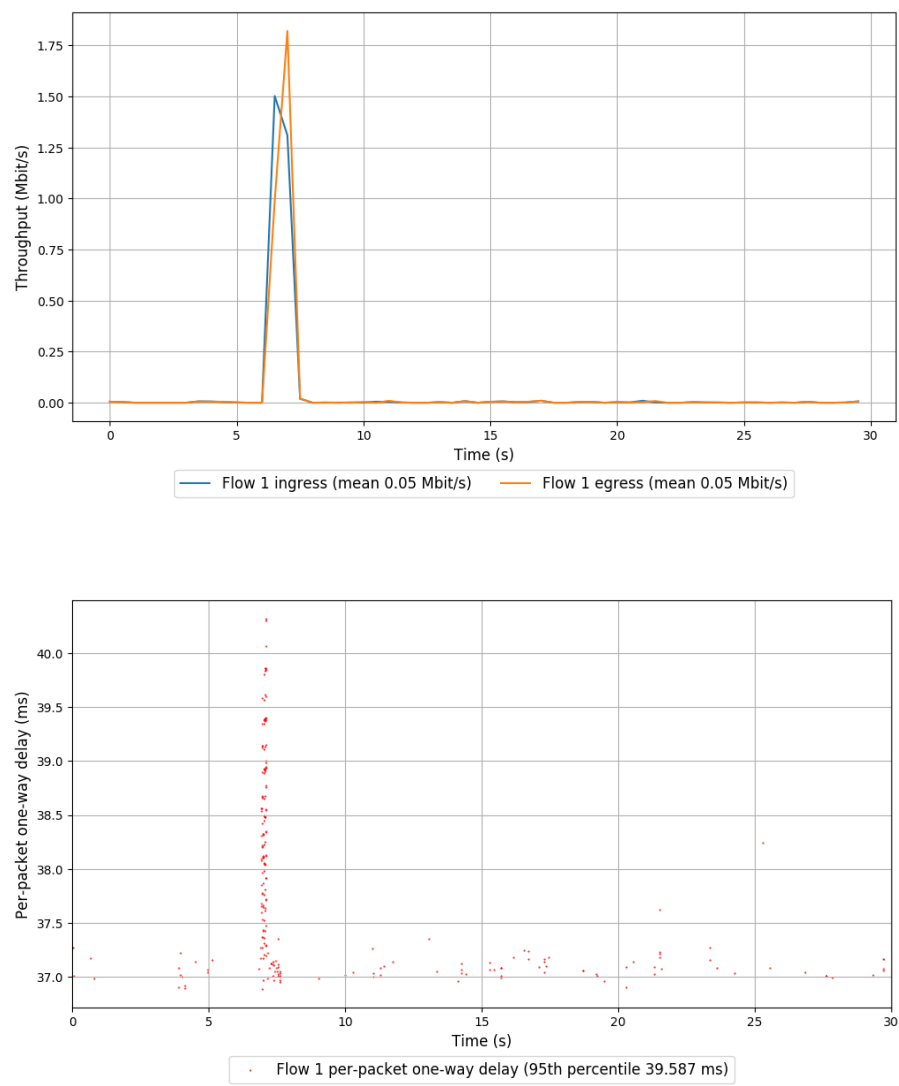 1.75
1.50
1.25
1.00
0.75
0.50
0.25
0.00
Throughput (Mbit/s)
0 5 10 15 20 25 30
Time (s)
Flow 1 ingress (mean 0.05 Mbit/s) Flow 1 egress (mean 0.05 Mbit/s)
40.0
39.5
39.0
38.5
38.0
37.5
37.0
Per-packet one-way delay (ms)
0 5 10 15 20 25 30
Time (s)
Flow 1 per-packet one-way delay (95th percentile 39.587 ms)